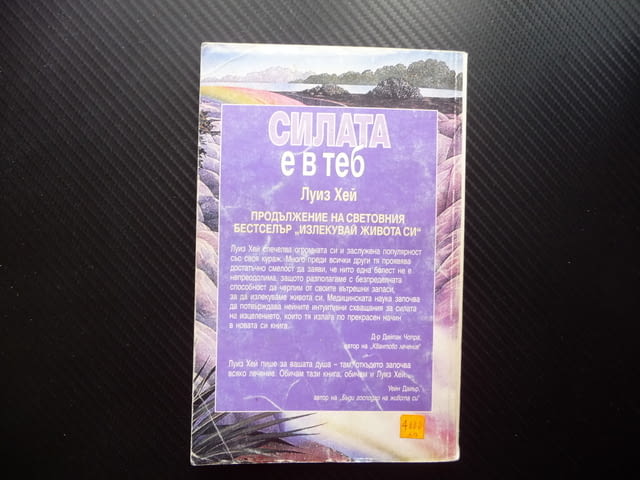 СИЛАТА
е в теб
Луиз Хей
ПРОДЪЛЖЕНИЕ НА СВЕТОВНИЯ
БЕСТСЕЛЪР „ИЗЛЕКУВАЙ ЖИВОТА СИ“
Луиз Хей спечелва огромната си и заслужена популярност
със своя кураж. Много преди всички други тя проявява
достатъчно смелост да заяви, че нито една болест не е
непреодолима, защото разполагаме с безпределната
способност да черпим от своите вътрешни запаси,
за да излекуваме живота си. Медицинската наука започва
да потвърждава нейните интуитивни схващания за силата
на изцелението, които тя излага по прекрасен начин
в новата си книга.
Д-р Дийпак Чопра,
автор на „Квантово лечение“
Луиз Хей пише за вашата душа – там, откъдето започва
всяко лечение. Обичам тази книга, обичам и Луиз Хей.
Уейн Дайър,
автор на „Бъди господар на живота си“